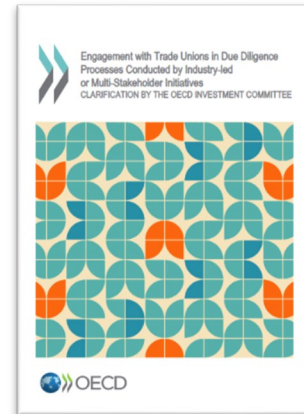 Engagement with Trade Unions in Due Diligence
Processes Conducted by Industry-led
or Multi-Stakeholder Initiatives
CLARIFICATION BY THE OECD INVESTMENT COMMITTEE
OECD